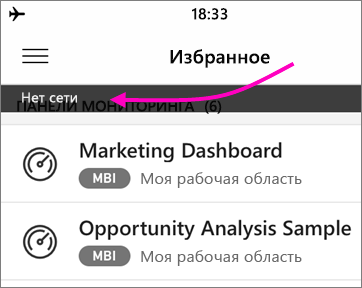 18:33
Избранное
Нет сети
ПАНЕЛИ МОНИТОРИНГА (6)
Marketing Dashboard
MBI Моя рабочая область
Opportunity Analysis Sample
MBI Моя рабочая область